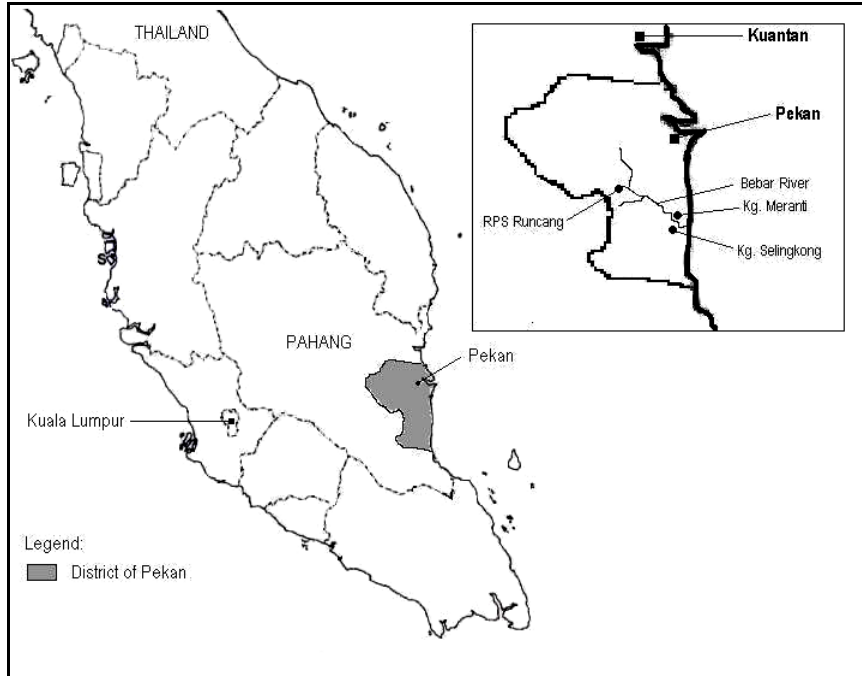 THAILAND
Kuantan
Pekan
Bebar River
Kg. Meranti
RPS Runcang
Kg. Selingkong
PAHANG
Pekan
Kuala Lumpur
Legend:
District of Pekan